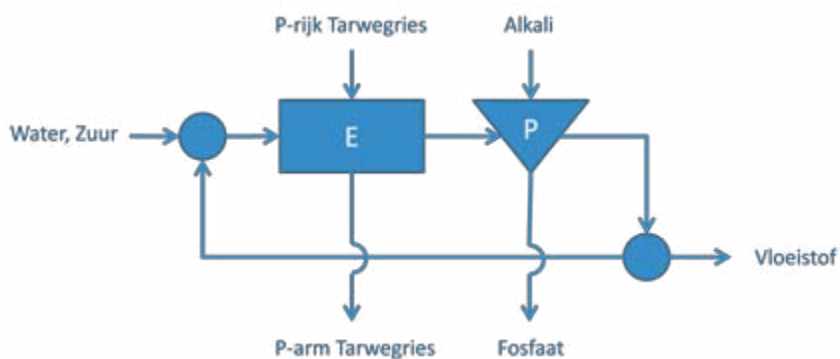 P-rijk Tarwegries
Alkali
Water, Zuur
E
P
Vloeistof
P-arm Tarwegries
Fosfaat